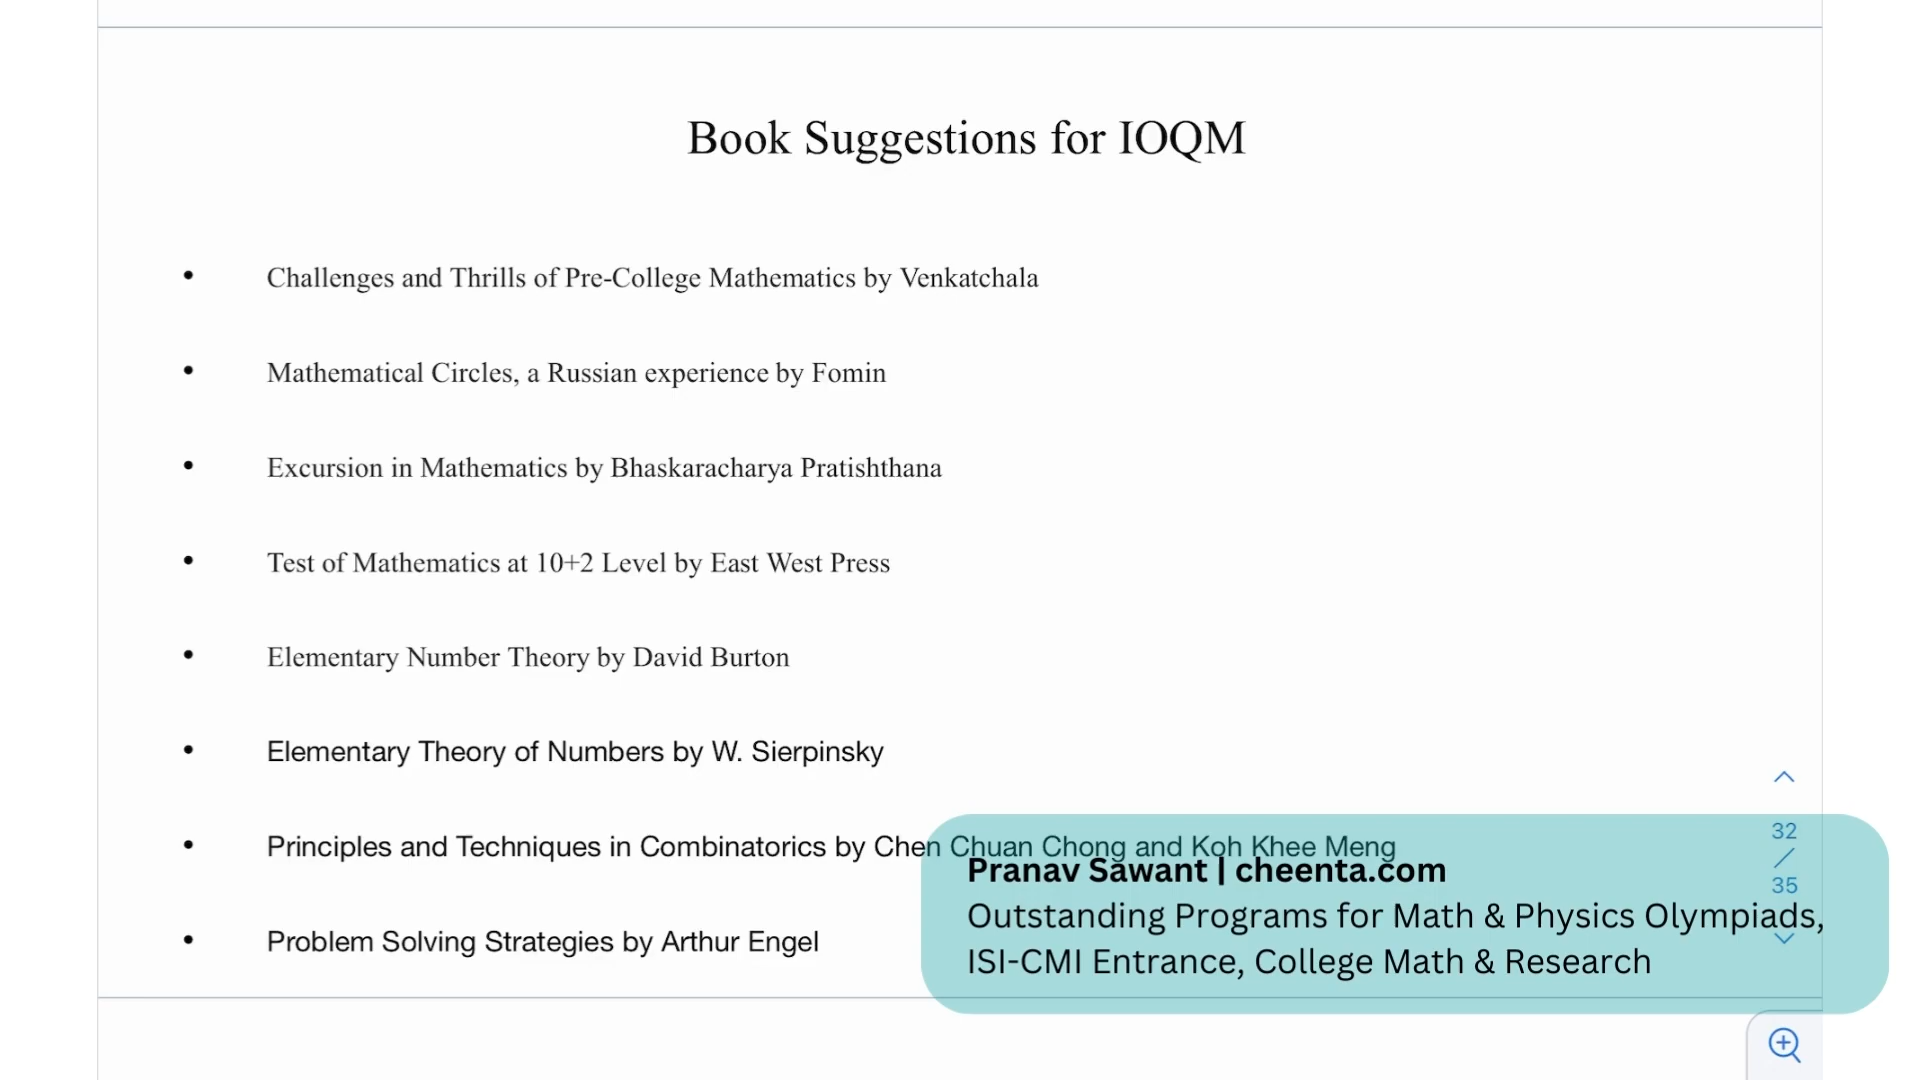 Book Suggestions for IOQM
• Challenges and Thrills of Pre-College Mathematics by Venkatchala
• Mathematical Circles, a Russian experience by Fomin
• Excursion in Mathematics by Bhaskaracharya Pratishthana
• Test of Mathematics at 10+2 Level by East West Press
• Elementary Number Theory by David Burton
• Elementary Theory of Numbers by W. Sierpinsky
• Principles and Techniques in Combinatorics by Chen Chuan Chong and Koh Khee Meng
• Problem Solving Strategies by Arthur Engel
32
/
35
Pranav Sawant | cheenta.com
Outstanding Programs for Math & Physics Olympiads,
ISI-CMI Entrance, College Math & Research